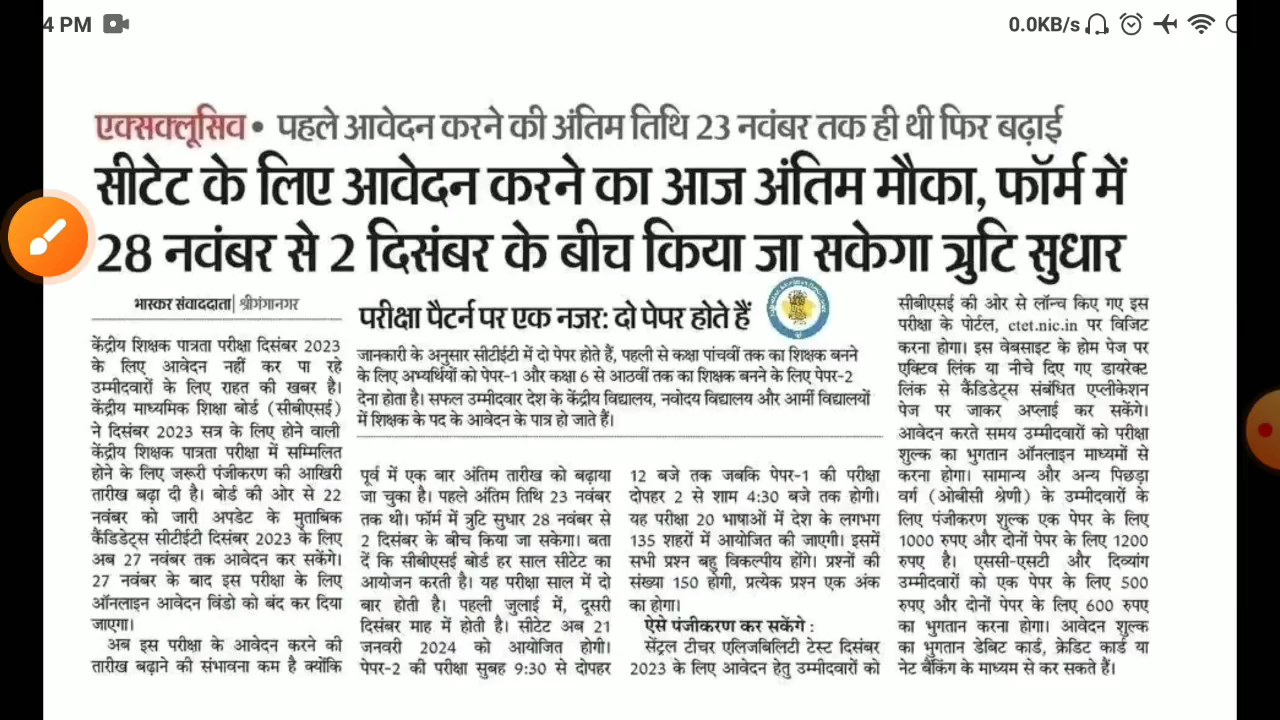 4 PM
0.0KB/s
एक्सक्लूसिव • पहले आवेदन करने की अंतिम तिथि 23 नवंबर तक ही थी फिर बढ़ाई
सीटेट के लिए आवेदन करने का आज अंतिम मौका, फॉर्म में
28 नवंबर से 2 दिसंबर के बीच किया जा सकेगा त्रुटि सुधार
भास्कर संवाददाता| श्रीगंगानगर
केंद्रीय शिक्षक पात्रता परीक्षा दिसंबर 2023
के लिए आवेदन नहीं कर पा रहे
उम्मीदवारों के लिए राहत की खबर है।
केंद्रीय माध्यमिक शिक्षा बोर्ड (सीबीएसई)
ने दिसंबर 2023 सत्र के लिए होने वाली
केंद्रीय शिक्षक पात्रता परीक्षा में सम्मिलित
होने के लिए जरूरी पंजीकरण की आखिरी
तारीख बढ़ा दी है। बोर्ड की ओर से 22
नवंबर को जारी अपडेट के मुताबिक
कैंडिडेट्स सीटीईटी दिसंबर 2023 के लिए
अब 27 नवंबर तक आवेदन कर सकेंगे।
27 नवंबर के बाद इस परीक्षा के लिए
ऑनलाइन आवेदन विंडो को बंद कर दिया
जाएगा।
अब इस परीक्षा के आवेदन करने की
तारीख बढ़ाने की संभावना कम है क्योंकि
परीक्षा पैटर्न पर एक नजर: दो पेपर होते हैं
जानकारी के अनुसार सीटीईटी में दो पेपर होते हैं, पहली से कक्षा पांचवीं तक का शिक्षक बनने
के लिए अभ्यर्थियों को पेपर-1 और कक्षा 6 से आठवीं तक का शिक्षक बनने के लिए पेपर-2
देना होता है। सफल उम्मीदवार देश के केंद्रीय विद्यालय, नवोदय विद्यालय और आर्मी विद्यालयों
में शिक्षक के पद के आवेदन के पात्र हो जाते हैं।
पूर्व में एक बार अंतिम तारीख को बढ़ाया
जा चुका है। पहले अंतिम तिथि 23 नवंबर
तक थी। फॉर्म में त्रुटि सुधार 28 नवंबर से
2 दिसंबर के बीच किया जा सकेगा। बता
दें कि सीबीएसई बोर्ड हर साल सीटेट का
आयोजन करती है। यह परीक्षा साल में दो
बार होती है। पहली जुलाई में, दूसरी
दिसंबर माह में होती है। सीटेट अब 21
जनवरी 2024 को आयोजित होगी।
पेपर-2 की परीक्षा सुबह 9:30 से दोपहर
12 बजे तक जबकि पेपर-1 की परीक्षा
दोपहर 2 से शाम 4:30 बजे तक होगी।
यह परीक्षा 20 भाषाओं में देश के लगभग
135 शहरों में आयोजित की जाएगी। इसमें
सभी प्रश्न बहु विकल्पीय होंगे। प्रश्नों की
संख्या 150 होगी, प्रत्येक प्रश्न एक अंक
का होगा।
ऐसे पंजीकरण कर सकेंगे :
सेंट्रल टीचर एलिजबिलिटी टेस्ट दिसंबर
2023 के लिए आवेदन हेतु उम्मीदवारों को
सीबीएसई की ओर से लॉन्च किए गए इस
परीक्षा के पोर्टल, ctet.nic.in पर विजिट
करना होगा। इस वेबसाइट के होम पेज पर
एक्टिव लिंक या नीचे दिए गए डायरेक्ट
लिंक से कैंडिडेट्स संबंधित एप्लीकेशन
पेज पर जाकर अप्लाई कर सकेंगे।
आवेदन करते समय उम्मीदवारों को परीक्षा
शुल्क का भुगतान ऑनलाइन माध्यमों से
करना होगा। सामान्य और अन्य पिछड़ा
वर्ग (ओबीसी श्रेणी) के उम्मीदवारों के
लिए पंजीकरण शुल्क एक पेपर के लिए
1000 रुपए और दोनों पेपर के लिए 1200
रुपए है। एससी-एसटी और दिव्यांग
उम्मीदवारों को एक पेपर के लिए 500
रुपए और दोनों पेपर के लिए 600 रुपए
का भुगतान करना होगा। आवेदन शुल्क
का भुगतान डेबिट कार्ड, क्रेडिट कार्ड या
नेट बैंकिंग के माध्यम से कर सकते हैं।